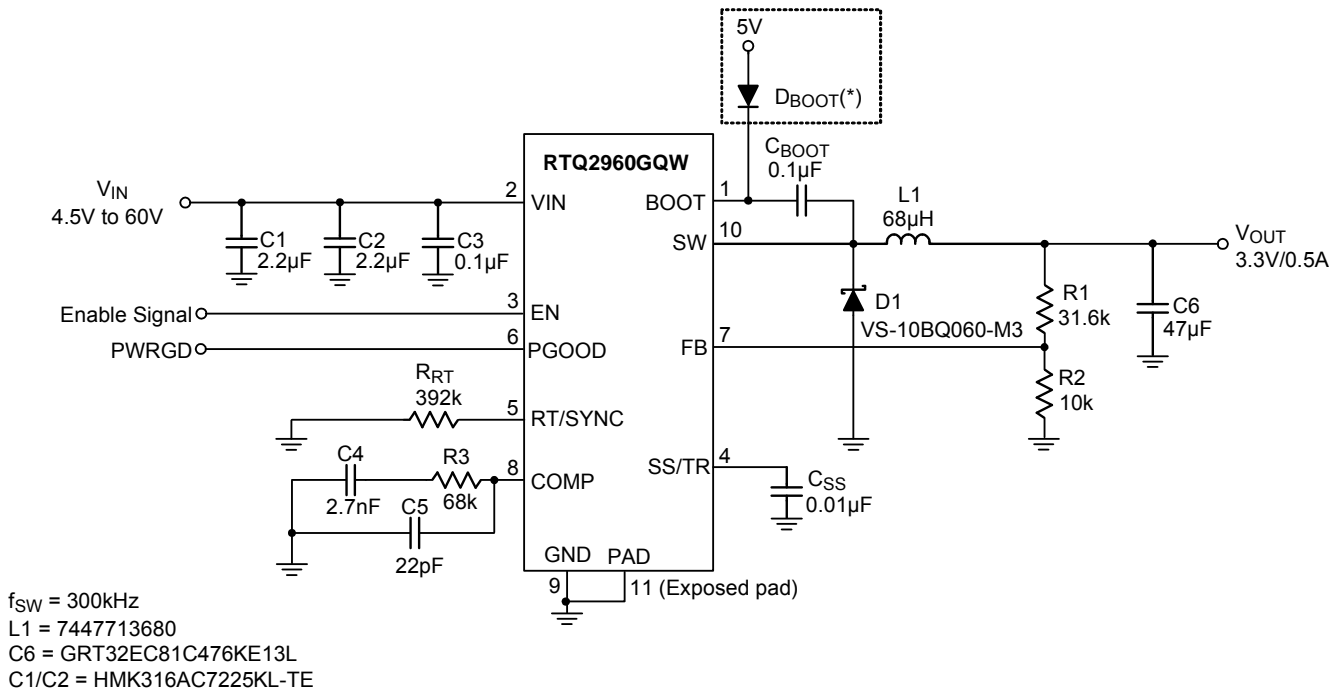 5V
DBOOT(*)
RTQ2960GQW
CBOOT
0.1µF
VIN
4.5V to 60V
2
VIN
BOOT
1
L1
68µH
C1
2.2µF
C2
2.2µF
C3
0.1µF
SW
10
VOUT
3.3V/0.5A
Enable Signal
3
EN
D1
VS-10BQ060-M3
R1
31.6k
C6
47µF
PWRGD
6
PGOOD
FB
7
RRT
392k
5
RT/SYNC
R2
10k
C4
2.7nF
R3
68k
8
COMP
SS/TR
4
CSS
0.01µF
C5
22pF
GND
PAD
9
11 (Exposed pad)
fSW = 300kHz
L1 = 7447713680
C6 = GRT32EC81C476KE13L
C1/C2 = HMK316AC7225KL-TE